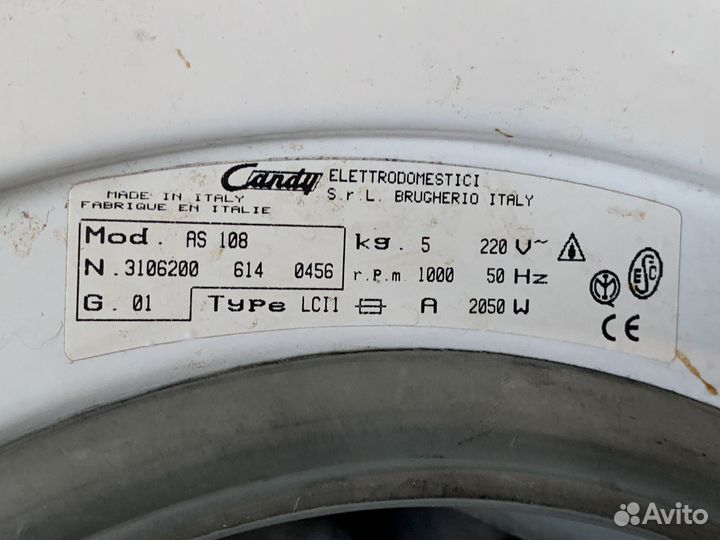 Candy ELETTRODOMESTICI
S.r.L. BRUGHERIO ITALY
MADE IN ITALY
FABRIQUE EN ITALIE
Mod. AS 108
N.3106200 614 0456
G. 01 Type LCI1
kg. 5 220 V~
r.p.m. 1000 50 Hz
A 2050 W
ESC
CE
Avito